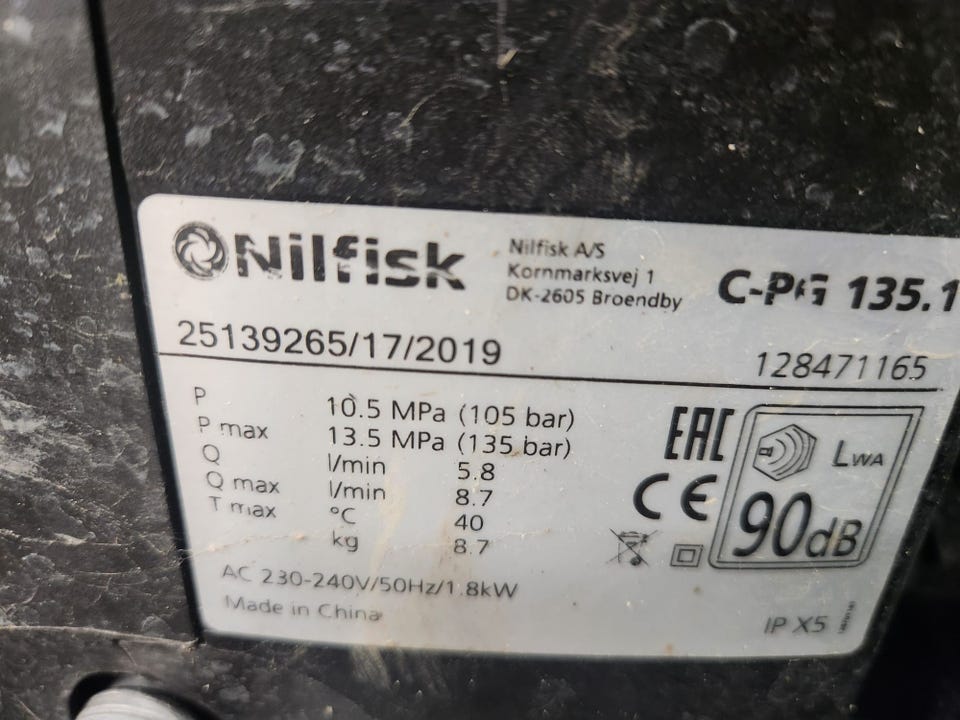 Nilfisk
Nilfisk A/S
Kornmarksvej 1
DK-2605 Broendby
C-PG 135.1
25139265/17/2019
128471165
P 10.5 MPa (105 bar)
P max 13.5 MPa (135 bar)
Q l/min 5.8
Q max l/min 8.7
T max °C 40
kg 8.7
AC 230-240V/50Hz/1.8kW
Made in China
EAC
CE
LWA
90dB
IP X5